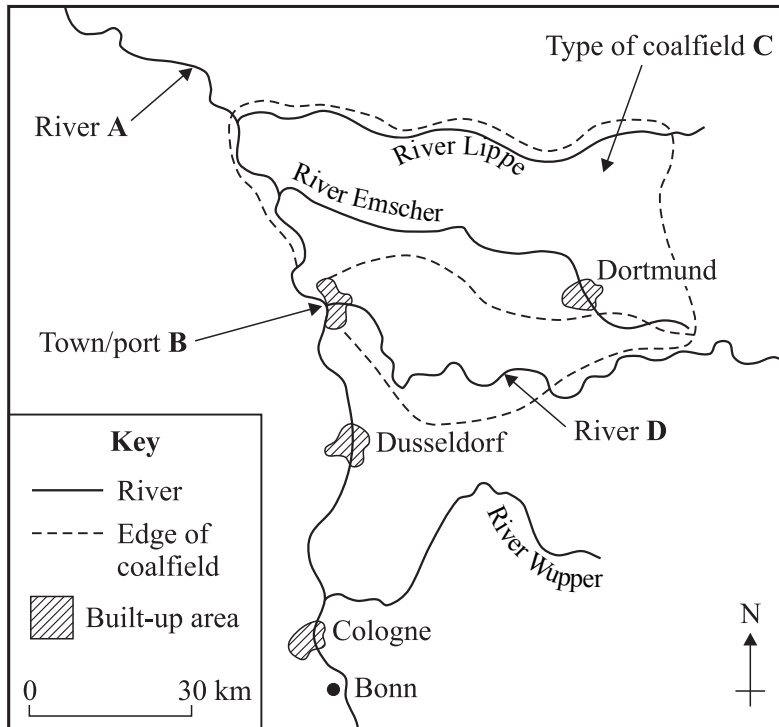 Type of coalfield C
River A
River Lippe
River Emscher
Dortmund
Town/port B
River D
Dusseldorf
River Wupper
Cologne
Bonn
Key
River
Edge of
coalfield
Built-up area
0 30 km
N